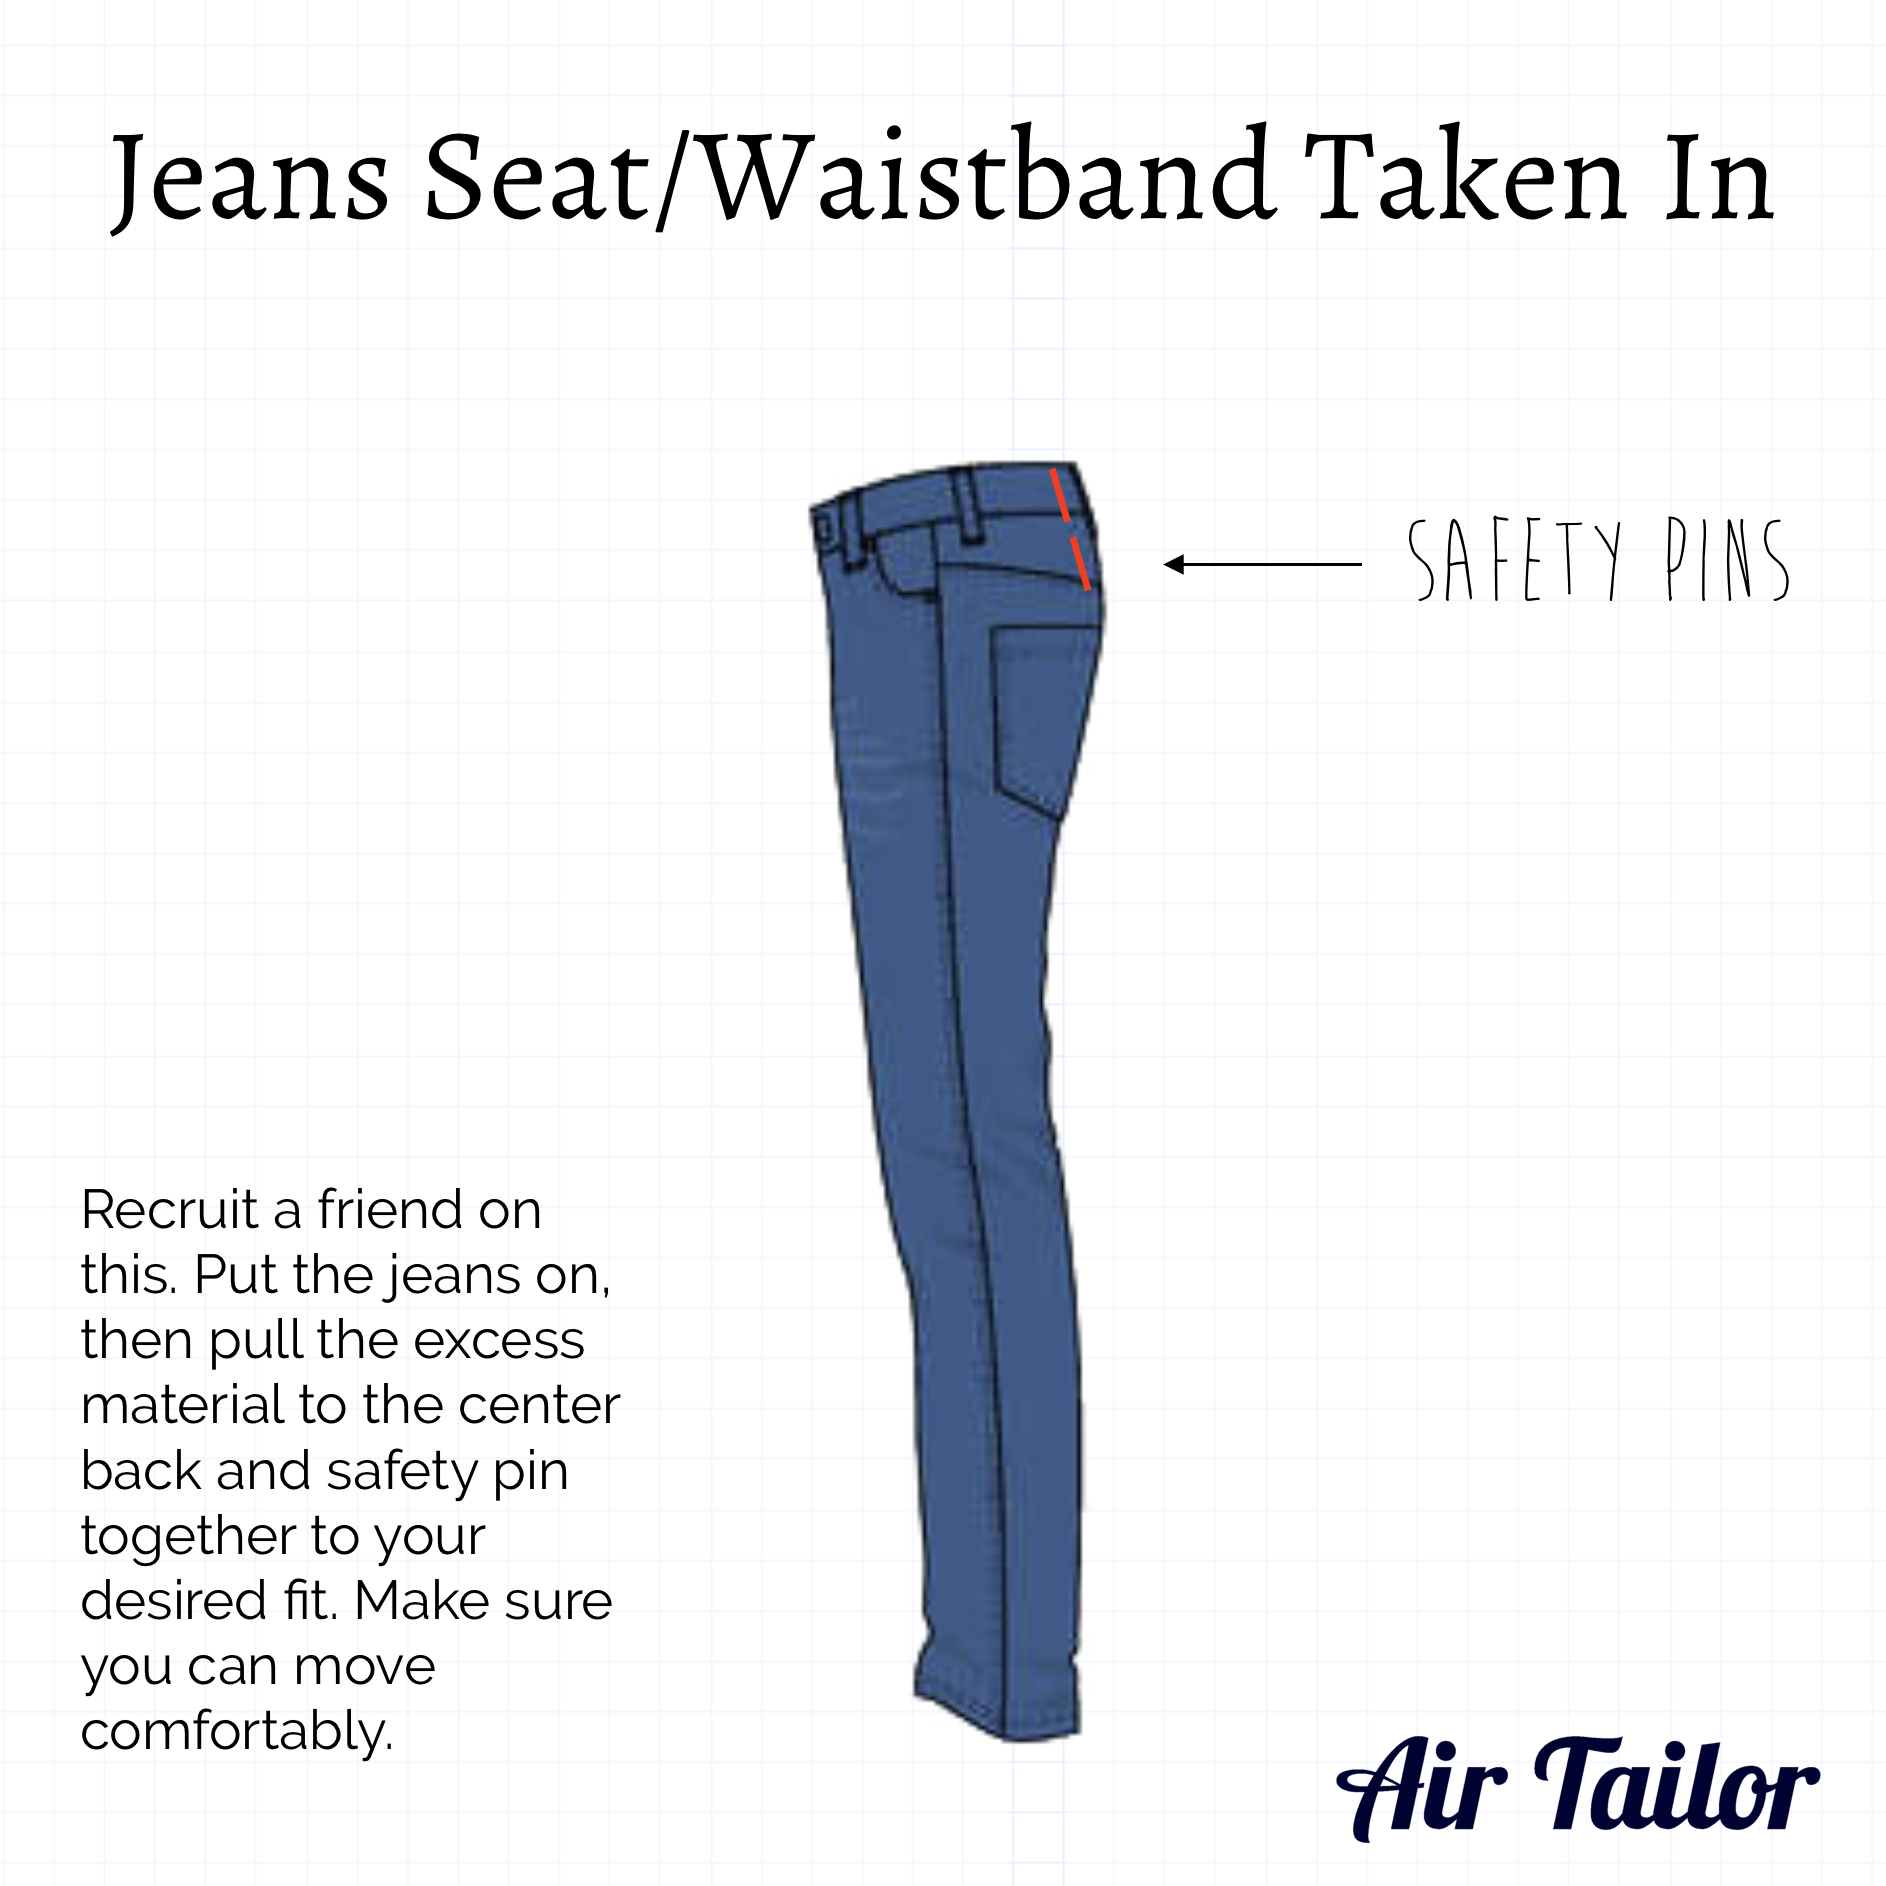 Jeans Seat/Waistband Taken In
SAFETY PINS
Recruit a friend on
this. Put the jeans on,
then pull the excess
material to the center
back and safety pin
together to your
desired fit. Make sure
you can move
comfortably.
Air Tailor